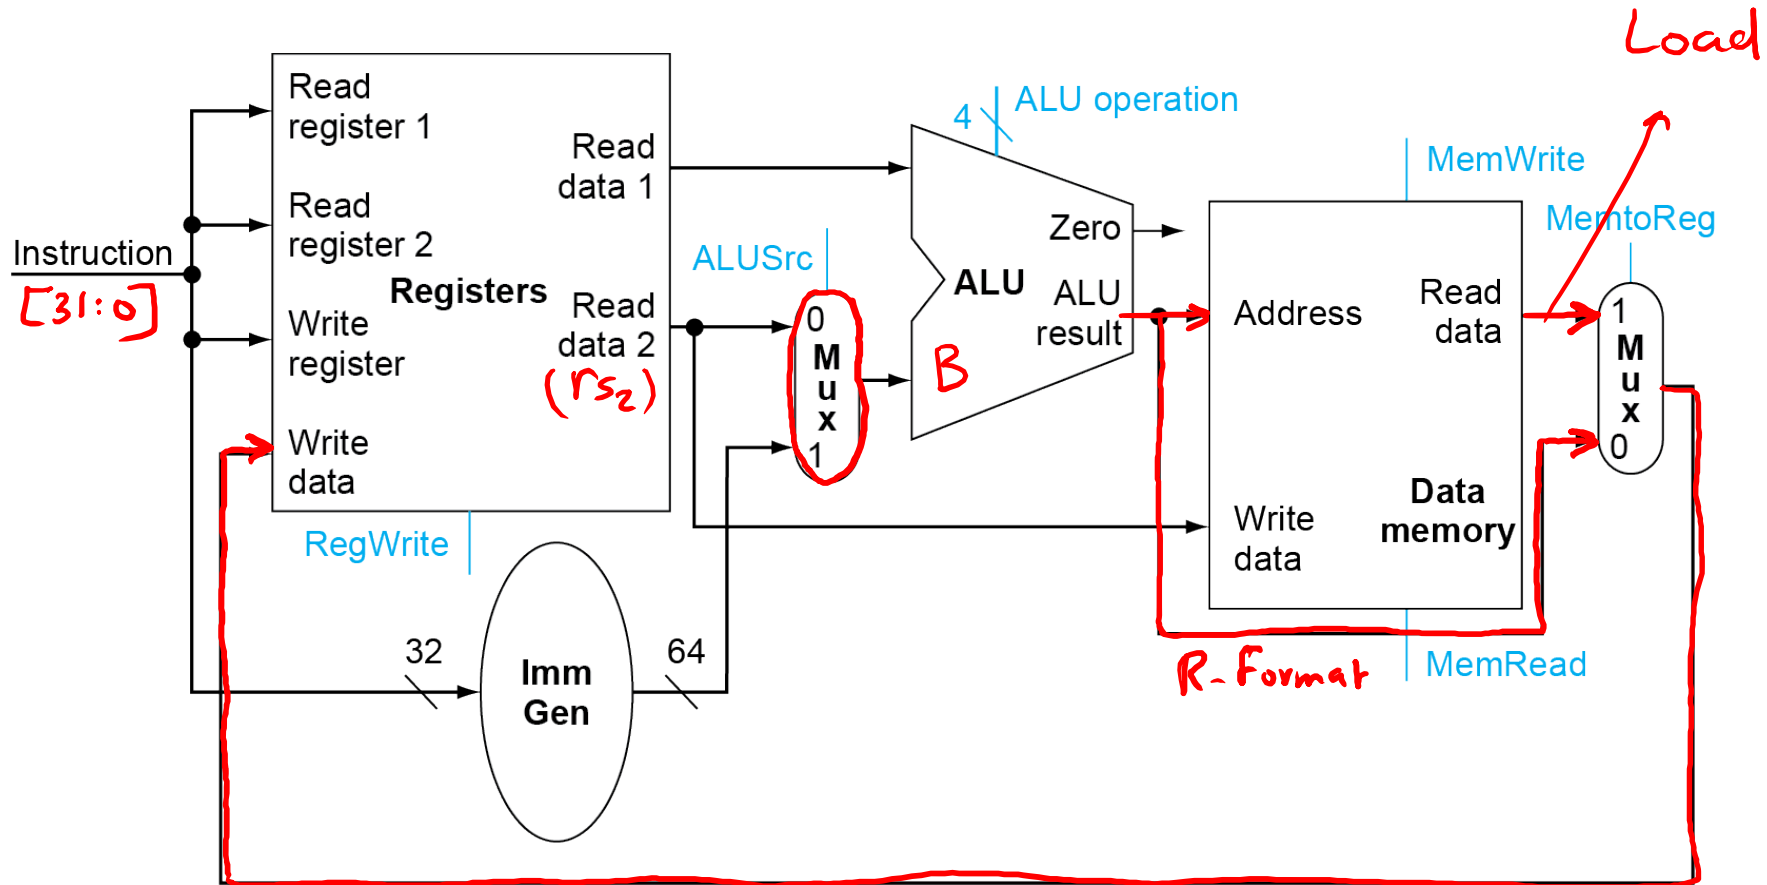 Load
Read
register 1
Read
register 2
Instruction
[31:0]
Registers
Write
register
Write
data
Read
data 1
Read
data 2
(rs2)
RegWrite
32
Imm
Gen
64
ALUSrc
0
M
u
x
1
4
ALU operation
B
ALU
Zero
ALU
result
MemWrite
Address
Read
data
Write
data
Data
memory
MemRead
R-Format
MemtoReg
1
M
u
x
0